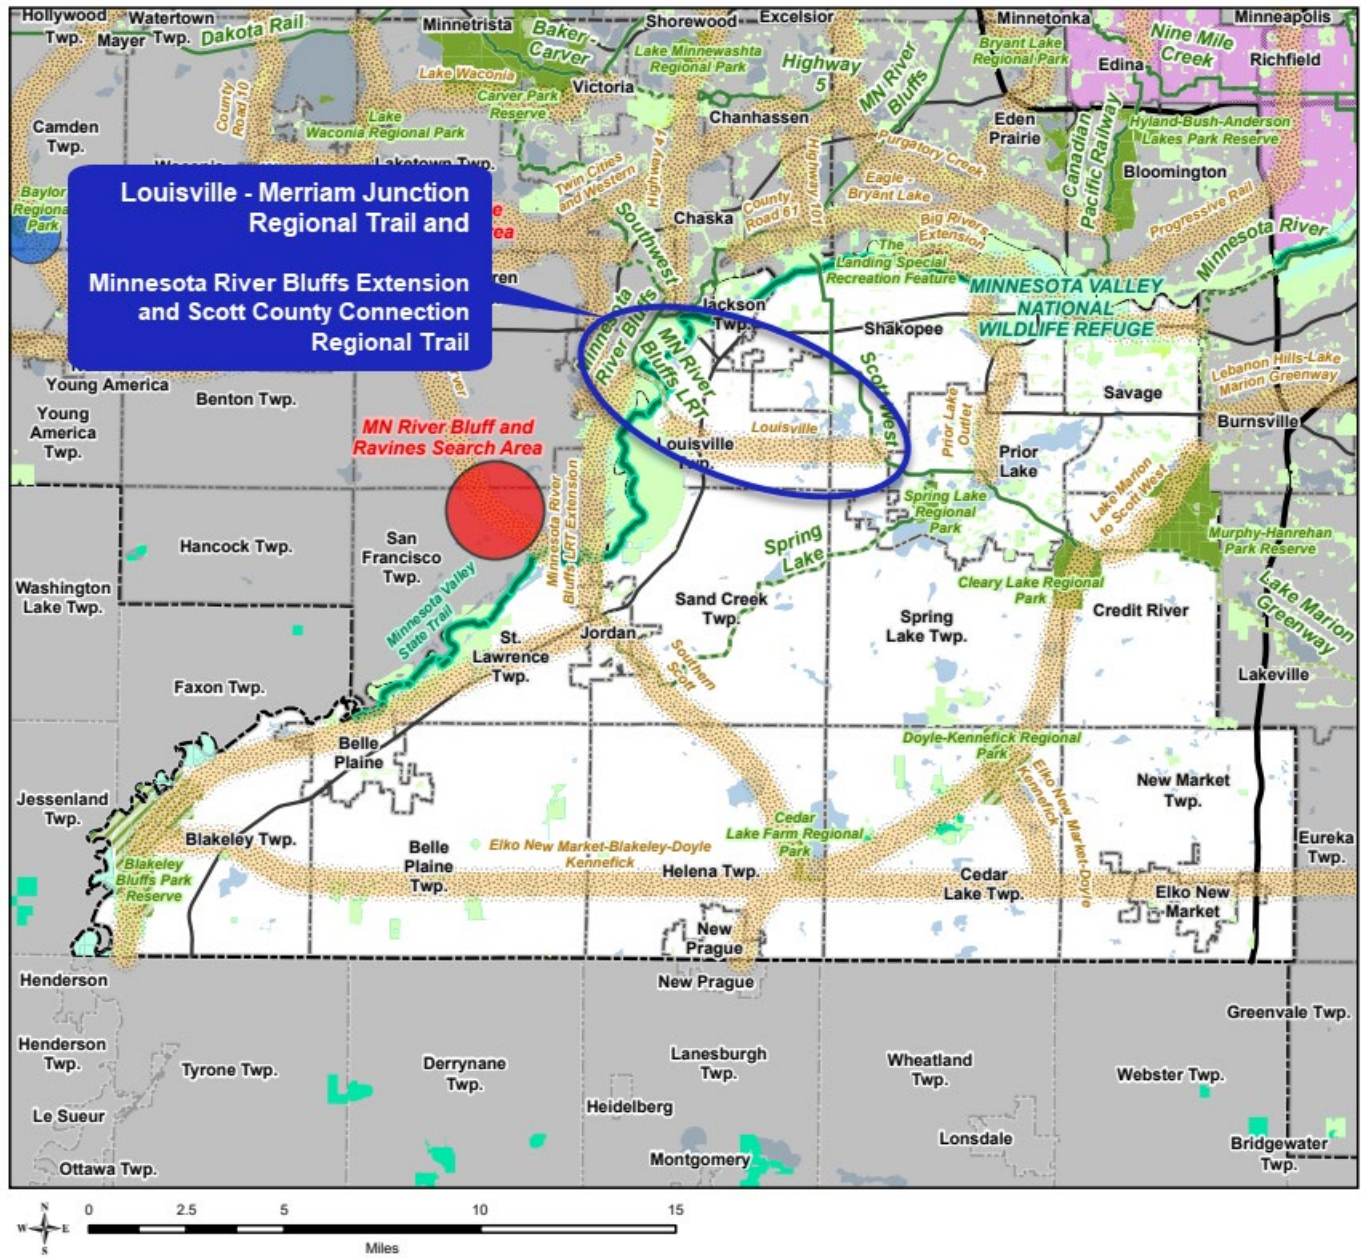 Hollywood
Twp.
Watertown
Twp.
Mayer
Dakota Rail
Minnetrista
Baker -
Carver
Shorewood
Excelsior
Minnetonka
Minneapolis
Lake Minnewashta
Regional Park
Highway
5
MN River
Bluffs
Bryant Lake
Regional Park
Nine Mile
Creek
Edina
Richfield
Lake Waconia
Victoria
Carver Park
Reserve
County
Road 10
Camden
Twp.
Lake
Waconia Regional Park
Chanhassen
Eden
Prairie
Canadian
Pacific Railway
Hyland-Bush-Anderson
Lakes Park Reserve
Laketown Twp.
Twin Cities
and Western
Highway 41
Highway 101
Purgatory Creek
Eagle -
Bryant Lake
Bloomington
Baylor
Regional
Park
Louisville - Merriam Junction
Regional Trail and
Minnesota River Bluffs Extension
and Scott County Connection
Regional Trail
Southwest
Chaska
County
Road 61
Big Rivers
Extension
Progressive Rail
Minnesota River
The
Landing Special
Recreation Feature
MINNESOTA VALLEY
NATIONAL
WILDLIFE REFUGE
Minnesota
River Bluffs
Jackson
Twp.
Shakopee
MN River
Bluffs LRT
Scott West
Young America
Young
America
Twp.
Benton Twp.
Savage
Lebanon Hills-Lake
Marion Greenway
Burnsville
MN River Bluff and
Ravines Search Area
Louisville
Louisville
Twp.
Prior Lake
Outlet
Prior
Lake
Lake Marion
to Scott West
Spring Lake
Regional
Park
Minnesota River
Bluffs LRT Extension
Hancock Twp.
San
Francisco
Twp.
Spring
Lake
Murphy-Hanrehan
Park Reserve
Washington
Lake Twp.
Minnesota Valley
State Trail
Cleary Lake Regional
Park
Lake Marion
Greenway
Sand Creek
Twp.
Spring
Lake Twp.
Credit River
St.
Lawrence
Twp.
Jordan
Southern
Scott
Faxon Twp.
Lakeville
Belle
Plaine
Doyle-Kennefick Regional
Park
Elko New Market-Doyle
Kennefick
New Market
Twp.
Jessenland
Twp.
Blakeley Twp.
Cedar
Lake Farm Regional
Park
Eureka
Twp.
Blakeley
Bluffs Park
Reserve
Belle
Plaine
Twp.
Elko New Market-Blakeley-Doyle
Kennefick
Helena Twp.
Cedar
Lake Twp.
Elko New
Market
New
Prague
Henderson
New Prague
Greenvale Twp.
Henderson
Twp.
Tyrone Twp.
Derrynane
Twp.
Lanesburgh
Twp.
Wheatland
Twp.
Webster Twp.
Le Sueur
Heidelberg
Lonsdale
Bridgewater
Twp.
Ottawa Twp.
Montgomery
N
W E
S
0 2.5 5 10 15
Miles